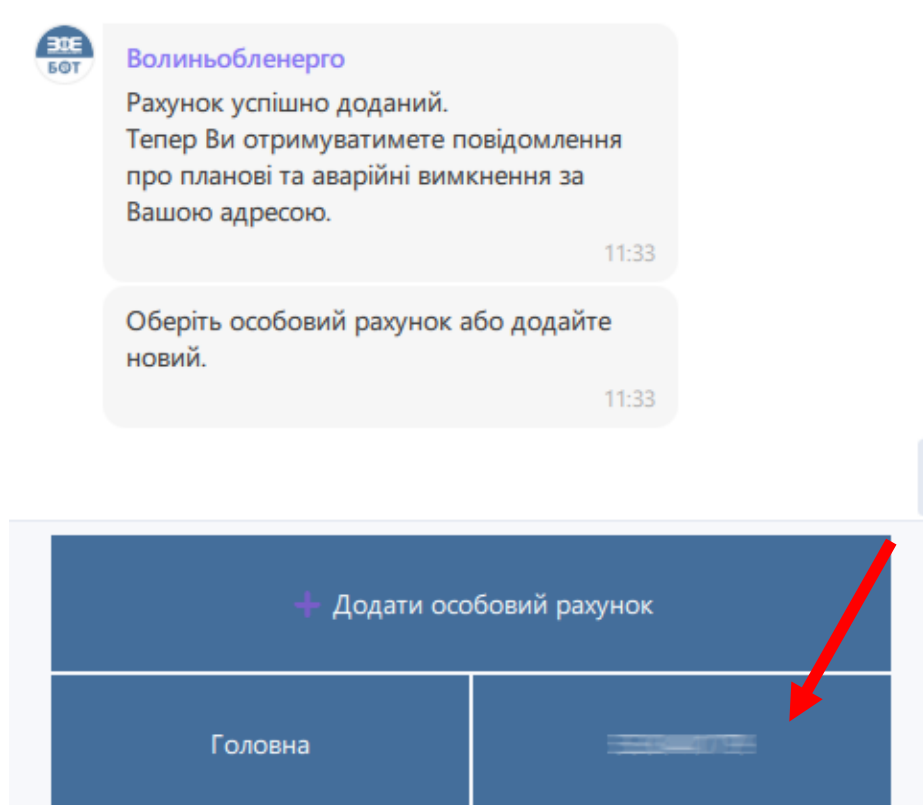 ЗФЕ
БОТ
Волиньобленерго
Рахунок успішно доданий.
Тепер Ви отримуватимете повідомлення
про планові та аварійні вимкнення за
Вашою адресою.
11:33
Оберіть особовий рахунок або додайте
новий.
11:33
+ Додати особовий рахунок
Головна